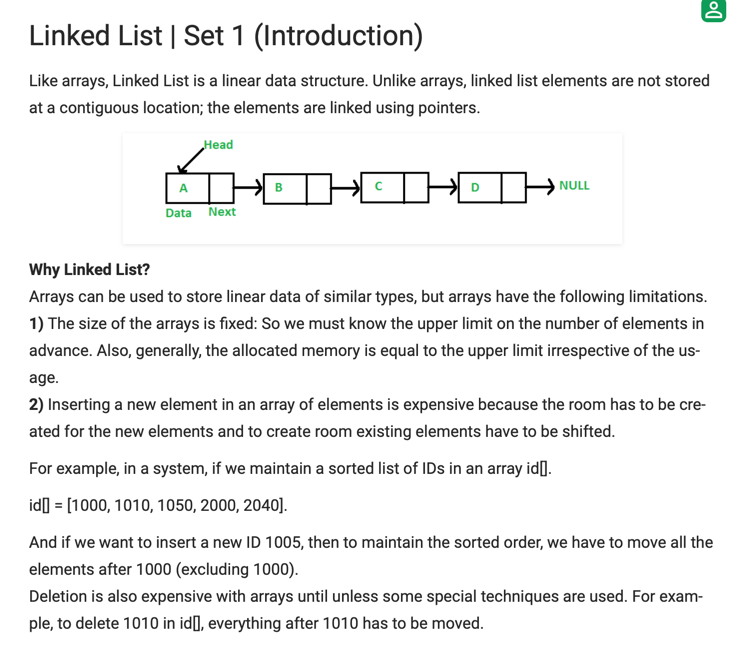 Linked List | Set 1 (Introduction)
Like arrays, Linked List is a linear data structure. Unlike arrays, linked list elements are not stored
at a contiguous location; the elements are linked using pointers.
Head
A B C D NULL
Data Next
Why Linked List?
Arrays can be used to store linear data of similar types, but arrays have the following limitations.
1) The size of the arrays is fixed: So we must know the upper limit on the number of elements in
advance. Also, generally, the allocated memory is equal to the upper limit irrespective of the us-
age.
2) Inserting a new element in an array of elements is expensive because the room has to be cre-
ated for the new elements and to create room existing elements have to be shifted.
For example, in a system, if we maintain a sorted list of IDs in an array id[].
id[] = [1000, 1010, 1050, 2000, 2040].
And if we want to insert a new ID 1005, then to maintain the sorted order, we have to move all the
elements after 1000 (excluding 1000).
Deletion is also expensive with arrays until unless some special techniques are used. For exam-
ple, to delete 1010 in id[], everything after 1010 has to be moved.